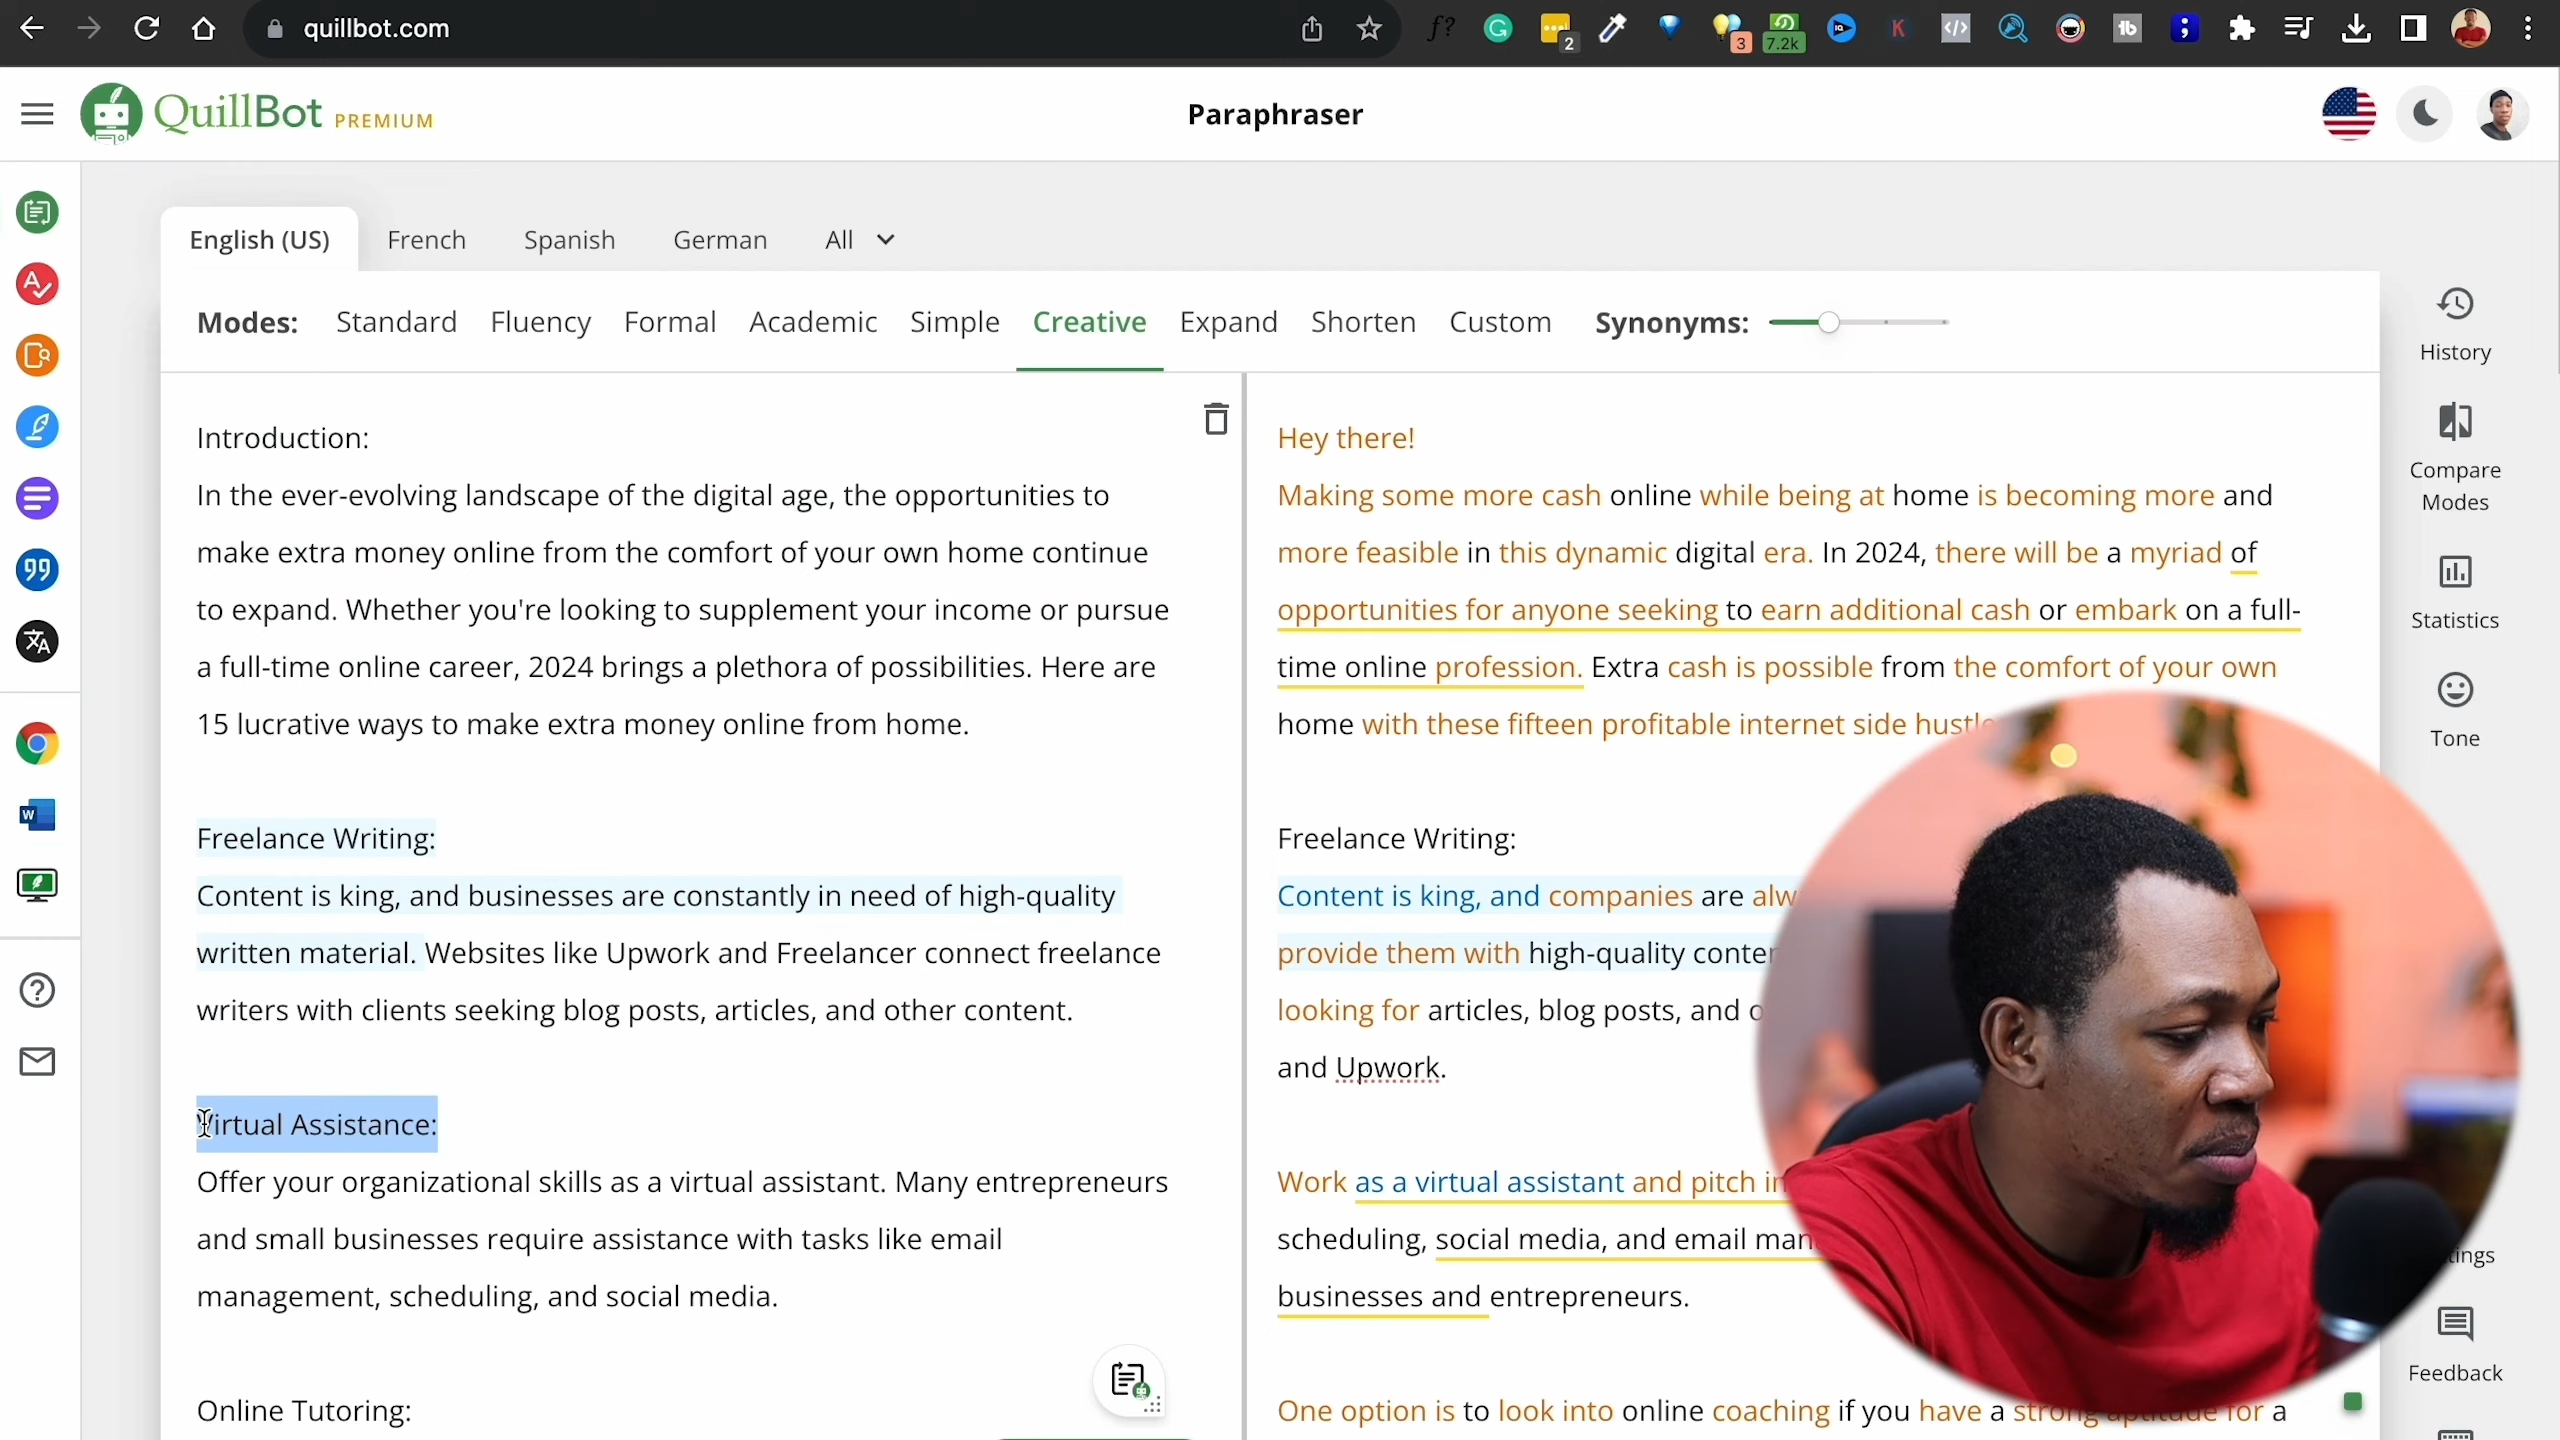 quillbot.com
2
3
7.2k
QuillBot PREMIUM
Paraphraser
English (US) French Spanish German All
Modes: Standard Fluency Formal Academic Simple Creative Expand Shorten Custom Synonyms:
History
Compare
Modes
Statistics
Tone
Introduction:
In the ever-evolving landscape of the digital age, the opportunities to
make extra money online from the comfort of your own home continue
to expand. Whether you're looking to supplement your income or pursue
a full-time online career, 2024 brings a plethora of possibilities. Here are
15 lucrative ways to make extra money online from home.
Freelance Writing:
Content is king, and businesses are constantly in need of high-quality
written material. Websites like Upwork and Freelancer connect freelance
writers with clients seeking blog posts, articles, and other content.
Virtual Assistance:
Offer your organizational skills as a virtual assistant. Many entrepreneurs
and small businesses require assistance with tasks like email
management, scheduling, and social media.
Online Tutoring:
Hey there!
Making some more cash online while being at home is becoming more and
more feasible in this dynamic digital era. In 2024, there will be a myriad of
opportunities for anyone seeking to earn additional cash or embark on a full-
time online profession. Extra cash is possible from the comfort of your own
home with these fifteen profitable internet side
Freelance Writing:
Content is king, and companies are
provide them with high-quality
looking for articles, blog posts, and
and Upwork.
Work as a virtual assistant and pitch
scheduling, social media, and email
businesses and entrepreneurs.
One option is to look into online coaching if you have a strong aptitude for a
Feedback